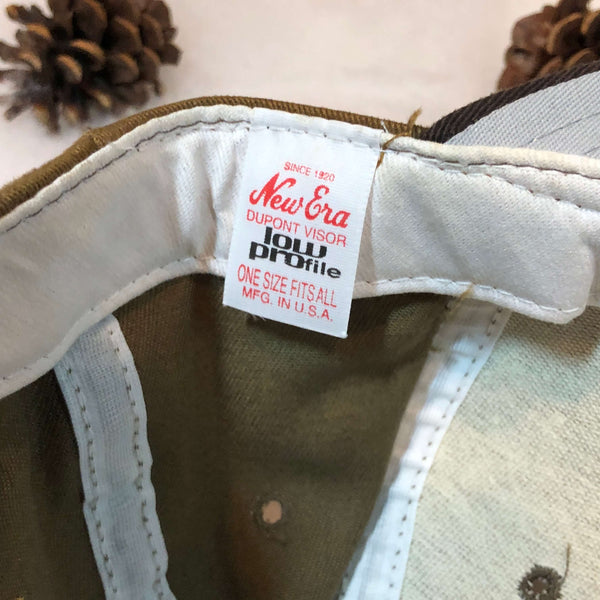 SINCE 1920
New Era
DUPONT VISOR
low
profile
ONE SIZE FITS ALL
MFG. IN U.S.A.